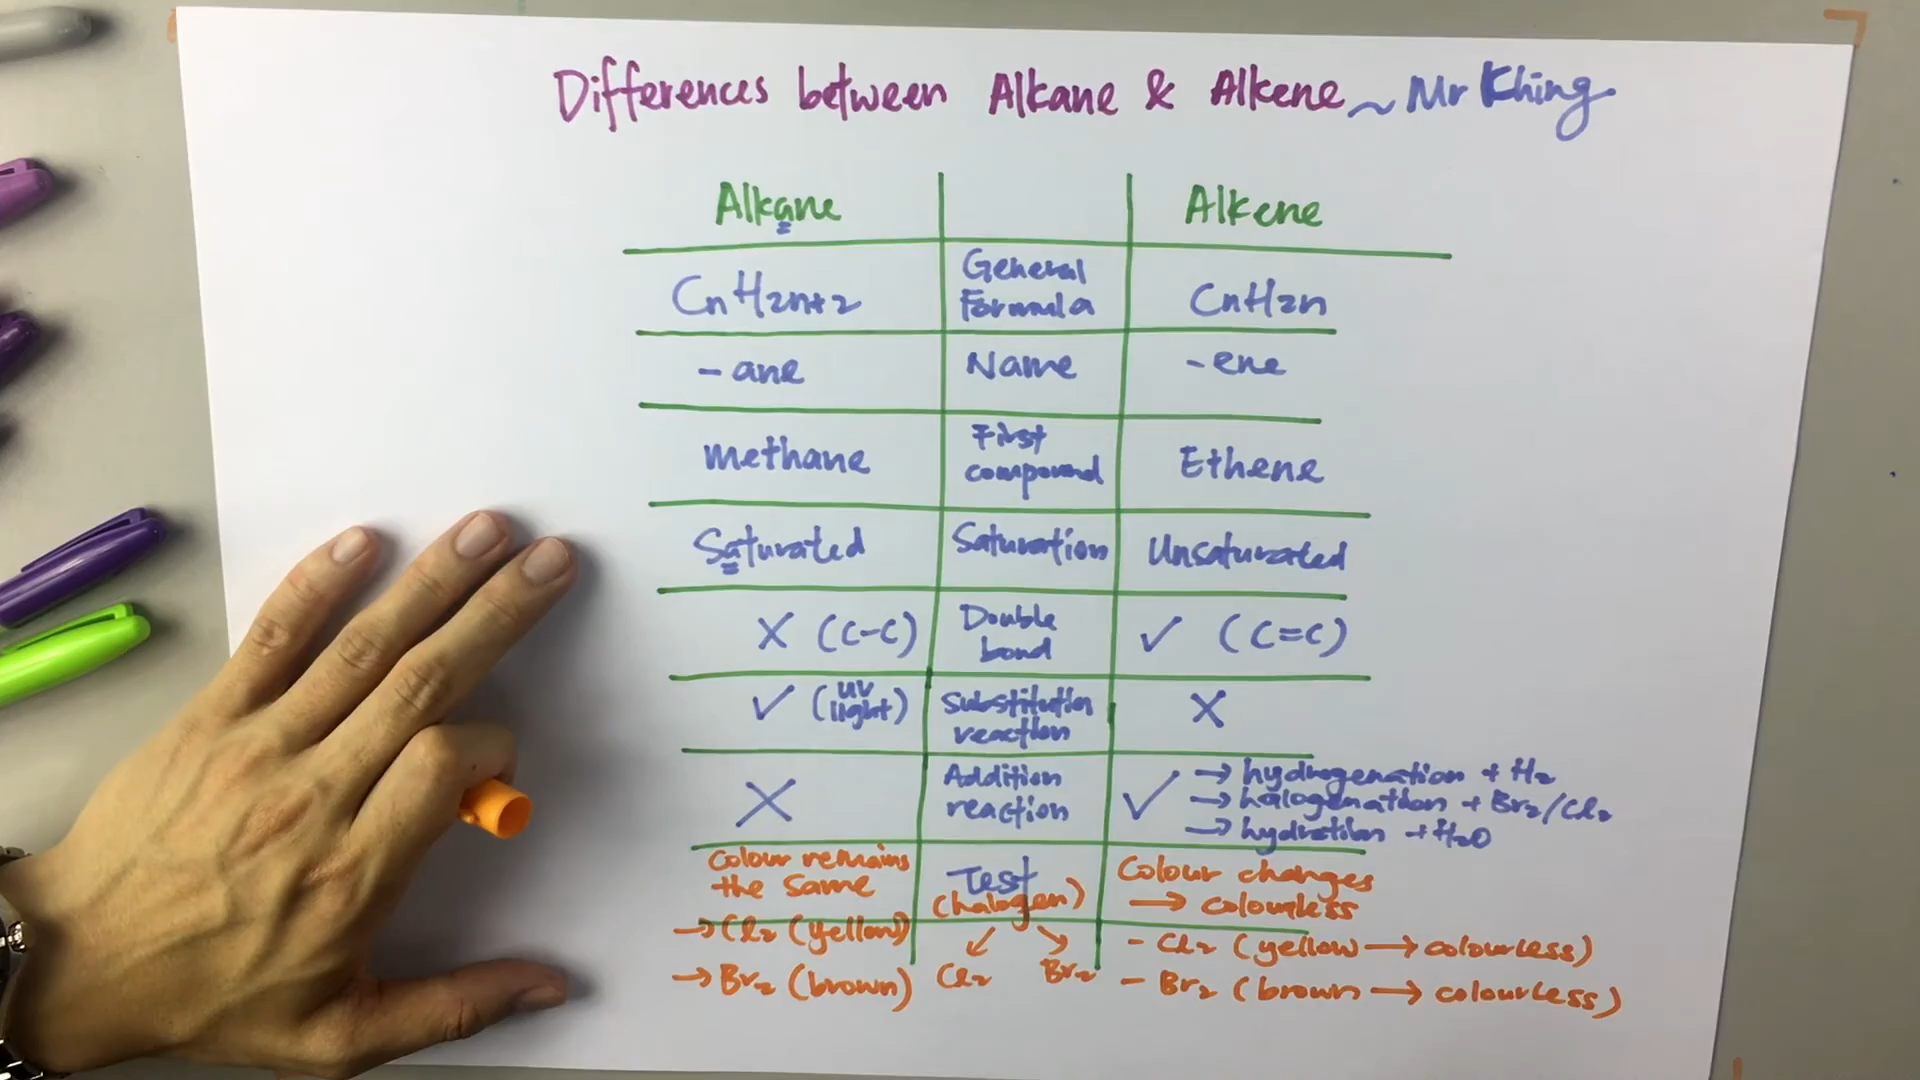 Differences between Alkane & Alkene ~ Mr Khing
Alkane Alkene
CnH2n+2 General Formula CnH2n
- ane Name - ene
Methane First compound Ethene
Saturated Saturation Unsaturated
X (C-C) Double bond ✓ (C=C)
✓ (UV light) Substitution reaction X
X Addition reaction ✓ → hydrogenation + H2
→ halogenation + Br2/Cl2
→ hydration + H2O
Colour remains the same Test (halogen) Colour changes → colourless
→ Cl2 (yellow) ↙ ↘ - Cl2 (yellow → colourless)
→ Br2 (brown) Cl2 Br2 - Br2 (brown → colourless)